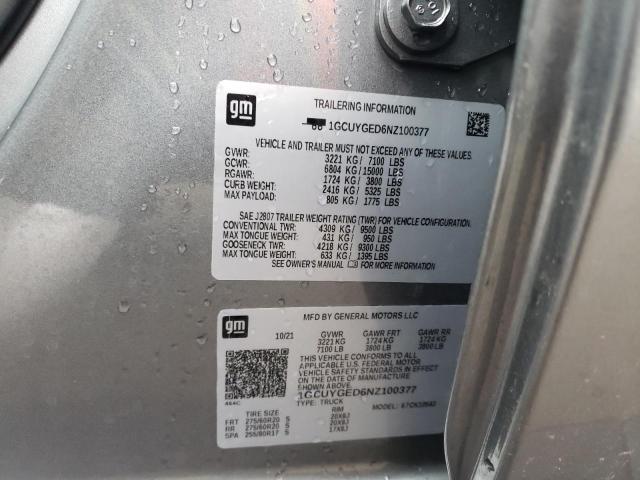 gm
TRAILERING INFORMATION
1GCUYGED6NZ100377
VEHICLE AND TRAILER MUST NOT EXCEED ANY OF THESE VALUES.
GVWR: 3221 KG / 7100 LBS
GCWR: 6804 KG / 15000 LBS
RGAWR: 1724 KG / 3800 LBS
CURB WEIGHT: 2416 KG / 5325 LBS
MAX PAYLOAD: 805 KG / 1775 LBS
SAE J2807 TRAILER WEIGHT RATING (TWR) FOR VEHICLE CONFIGURATION.
CONVENTIONAL TWR: 4309 KG / 9500 LBS
MAX TONGUE WEIGHT: 431 KG / 950 LBS
GOOSENECK TWR: 4218 KG / 9300 LBS
MAX TONGUE WEIGHT: 633 KG / 1395 LBS
SEE OWNER'S MANUAL FOR MORE INFORMATION
gm
MFD BY GENERAL MOTORS LLC
10/21 GVWR GAWR FRT GAWR RR
3221 KG 1724 KG 1724 KG
7100 LB 3800 LB 3800 LB
THIS VEHICLE CONFORMS TO ALL
APPLICABLE U.S. FEDERAL MOTOR
VEHICLE SAFETY STANDARDS IN EFFECT
ON THE DATE OF MANUFACTURE
SHOWN ABOVE.
1GCUYGED6NZ100377
TYPE: TRUCK MODEL:
TIRE SIZE RIM
FRT 275/60R20 S 20X9J
RR 275/60R20 S 20X9J
SPA 255/80R17 S 17X8J